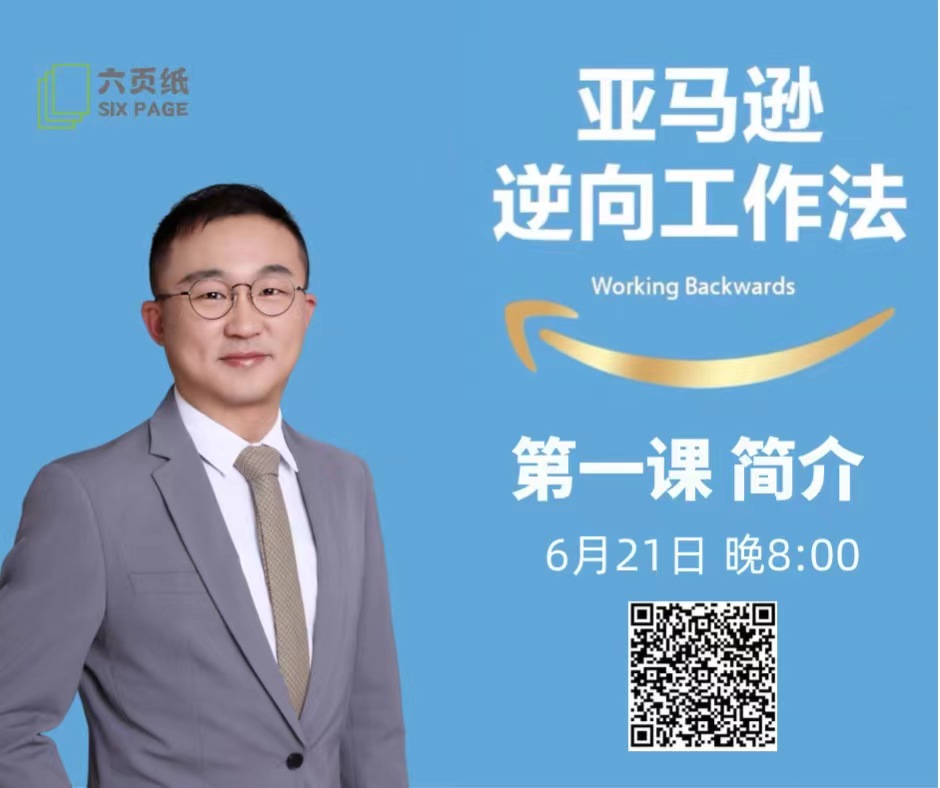 六页纸
SIX PAGE
亚马逊
逆向工作法
Working Backwards
第一课 简介
6月21日 晚8:00